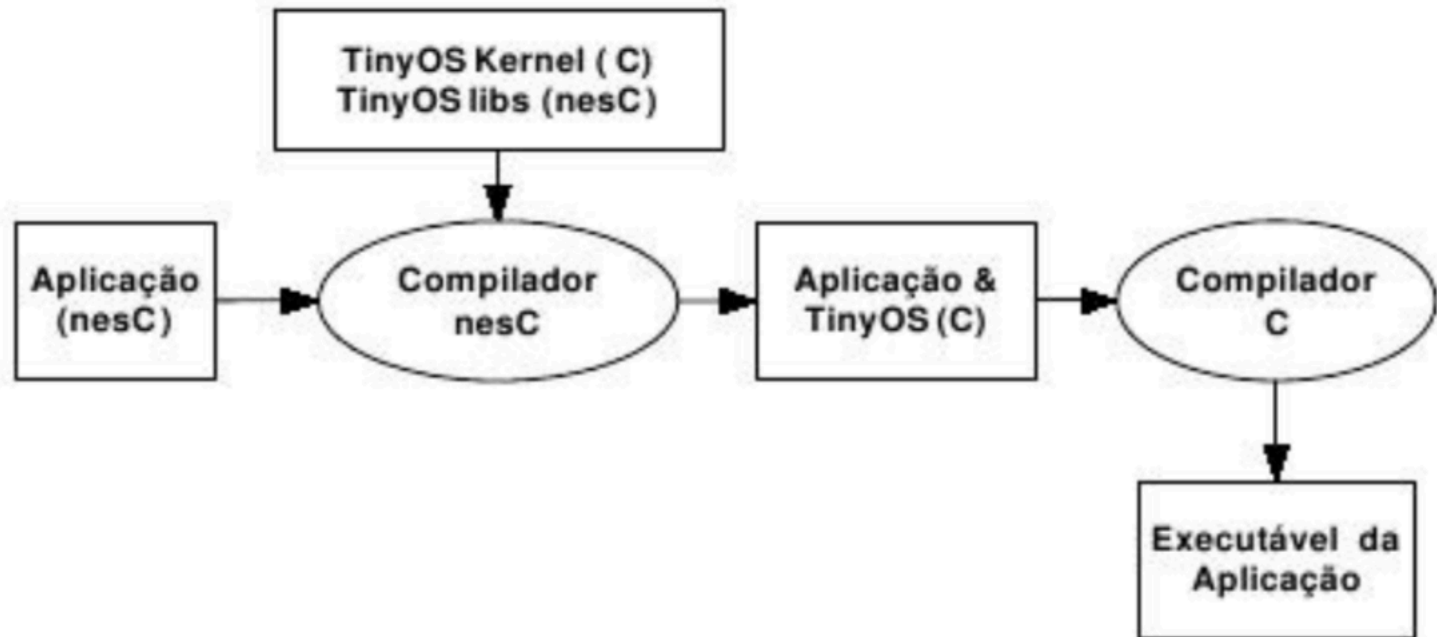 TinyOS Kernel ( C)
TinyOS libs (nesC)
Aplicação
(nesC)
Compilador
nesC
Aplicação &
TinyOS (C)
Compilador
C
Executável da
Aplicação